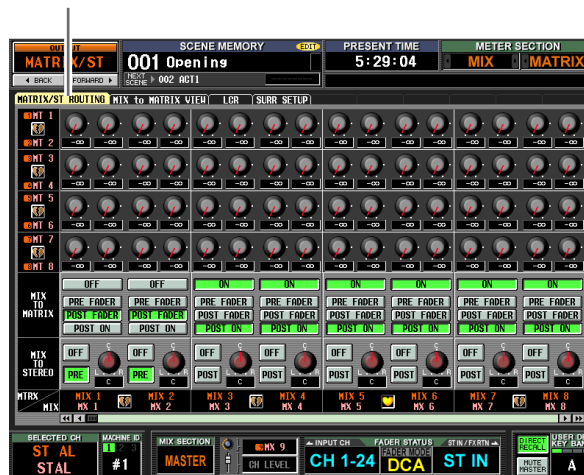 OUTPUT SCENE MEMORY EDIT PRESENT TIME METER SECTION
MATRIX/ST 001 Opening 5:29:04 MIX MATRIX
BACK FORWARD NEXT SCENE 002 ACT1
MATRIX/ST ROUTING MIX to MATRIX VIEW LCR SURR SETUP
MT 1
-∞ -∞ -∞ -∞ -∞ -∞ -∞ -∞
MT 2
MT 3
-∞ -∞ -∞ -∞ -∞ -∞ -∞ -∞
MT 4
MT 5
-∞ -∞ -∞ -∞ -∞ -∞ -∞ -∞
MT 6
MT 7
-∞ -∞ -∞ -∞ -∞ -∞ -∞ -∞
MT 8
OFF OFF ON ON ON ON ON ON
MIX TO MATRIX
PRE FADER PRE FADER PRE FADER PRE FADER PRE FADER PRE FADER PRE FADER PRE FADER
POST FADER POST FADER POST FADER POST FADER POST FADER POST FADER POST FADER POST FADER
POST ON POST ON POST ON POST ON POST ON POST ON POST ON POST ON
MIX TO STEREO
OFF C OFF C OFF C OFF C OFF C OFF C OFF C OFF C
PRE L R PRE L R POST L R POST L R POST L R POST L R POST L R POST L R
C C C C C C C C
MTRX MIX 1 MIX 2 MIX 3 MIX 4 MIX 5 MIX 6 MIX 7 MIX 8
MIX MX 1 MX 2 MX 3 MX 4 MX 5 MX 6 MX 7 MX 8
SELECTED CH MACHINE ID MIX SECTION MX 9 INPUT CH FADER STATUS ST IN/FXRTN DIRECT RECALL
ST AL 1 2 3 MASTER CH LEVEL CH 1-24 FADER MODE DCA ST IN MUTE MASTER
STAL #1 A